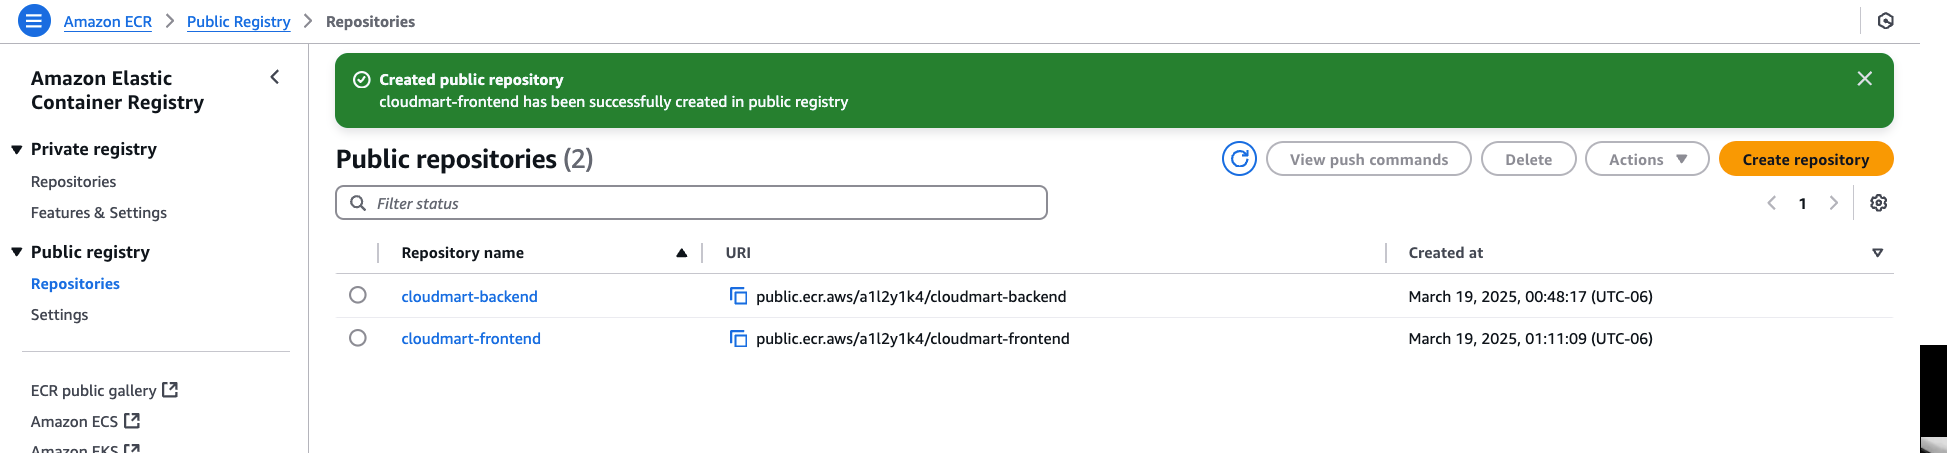 Amazon ECR > Public Registry > Repositories
Amazon Elastic
Container Registry
Private registry
Repositories
Features & Settings
Public registry
Repositories
Settings
ECR public gallery
Amazon ECS
Amazon EKS
Created public repository
cloudmart-frontend has been successfully created in public registry
Public repositories (2)
View push commands
Delete
Actions
Create repository
Filter status
1
Repository name URI Created at
cloudmart-backend public.ecr.aws/a1l2y1k4/cloudmart-backend March 19, 2025, 00:48:17 (UTC-06)
cloudmart-frontend public.ecr.aws/a1l2y1k4/cloudmart-frontend March 19, 2025, 01:11:09 (UTC-06)